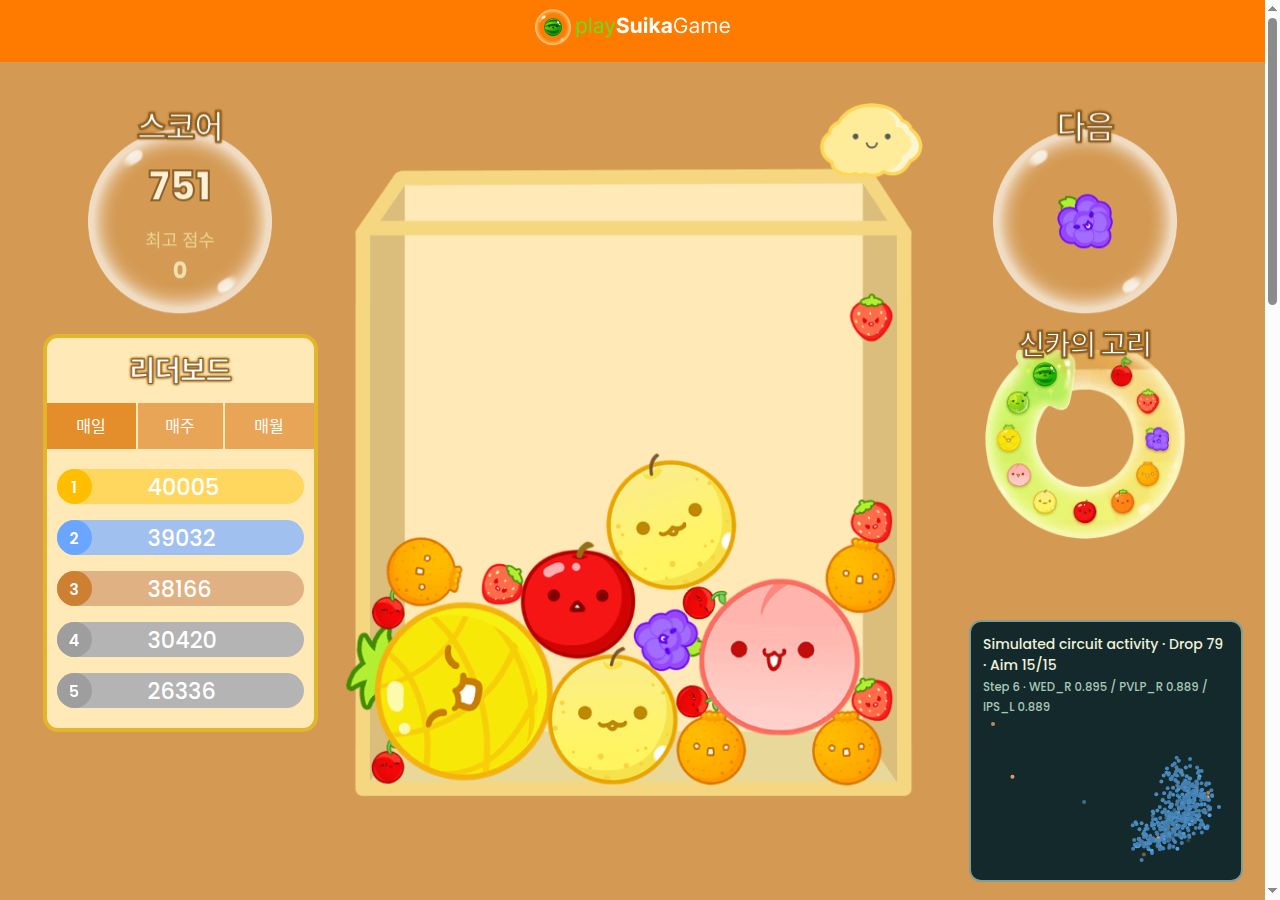 playSuikaGame
스코어
751
최고 점수
0
리더보드
매일 매주 매월
1 40005
2 39032
3 38166
4 30420
5 26336
다음
신카의 고리
Simulated circuit activity · Drop 79
· Aim 15/15
Step 6 · WED_R 0.895 / PVLP_R 0.889 /
IPS_L 0.889